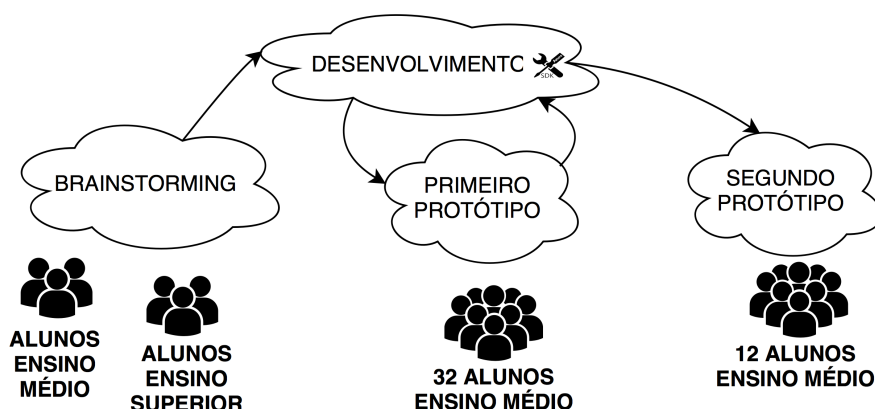 DESENVOLVIMENTO
SDK
BRAINSTORMING
PRIMEIRO
PROTÓTIPO
SEGUNDO
PROTÓTIPO
ALUNOS
ENSINO
MÉDIO
ALUNOS
ENSINO
SUPERIOR
32 ALUNOS
ENSINO MÉDIO
12 ALUNOS
ENSINO MÉDIO